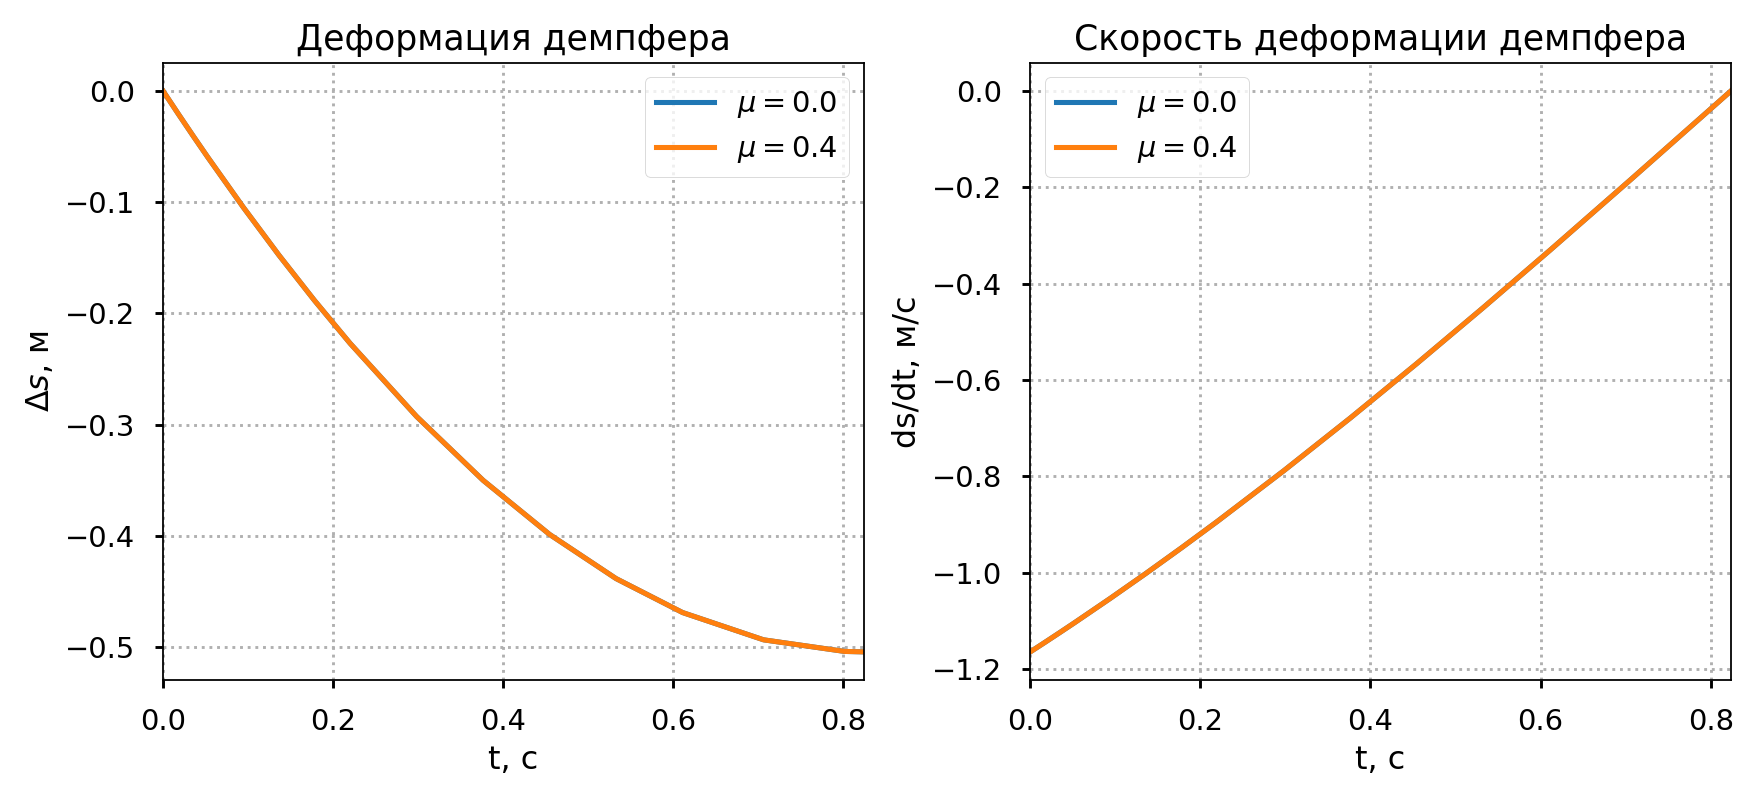 Деформация демпфера
Δs, м
0.0
−0.1
−0.2
−0.3
−0.4
−0.5
μ = 0.0
μ = 0.4
0.0 0.2 0.4 0.6 0.8
t, с
Скорость деформации демпфера
ds/dt, м/с
0.0
−0.2
−0.4
−0.6
−0.8
−1.0
−1.2
μ = 0.0
μ = 0.4
0.0 0.2 0.4 0.6 0.8
t, с